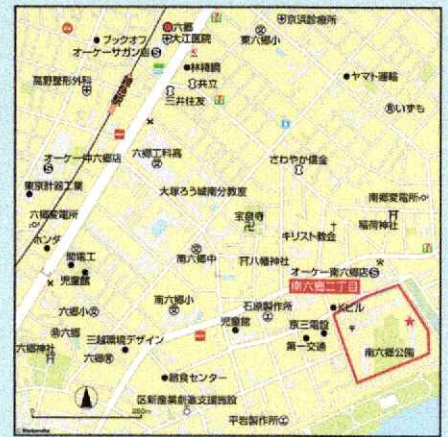 六郷
京浜診療所
ブックオフ
大江医院
東六郷小
オーケーサガン店
林精鋼
高野整形外科
共立
三井住友
ヤマト運輸
いずも
六郷工科高
オーケー仲六郷店
さわやか信金
東京計器工業
大塚ろう城南分教室
南郷変電所
六郷変電所
宝泉寺
稲荷神社
ホンダ
キリスト教会
南六郷中
八幡神社
オーケー南六郷店
児童館
南六郷二丁目
六郷小
南六郷小
石原製作所
Kビル
六郷
三越環境デザイン
児童館
京三電設
第一交通
南六郷公園
六郷神社
六郷
給食センター
区新産業創造支援施設
平岩製作所
0